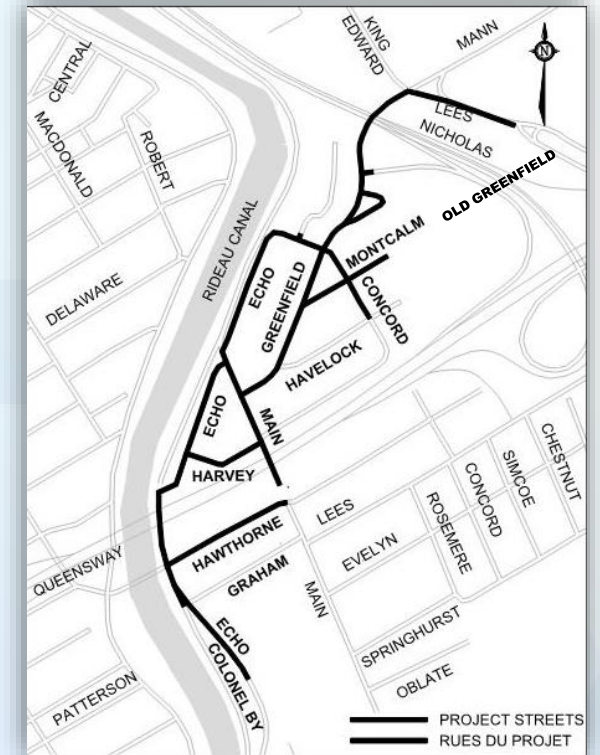 KING
EDWARD
MANN
N
CENTRAL
LEES
NICHOLAS
MACDONALD
ROBERT
OLD GREENFIELD
RIDEAU CANAL
MONTCALM
ECHO
GREENFIELD
CONCORD
DELAWARE
HAVELOCK
ECHO
MAIN
HARVEY
CHESTNUT
SIMCOE
CONCORD
ROSEMERE
LEES
HAWTHORNE
EVELYN
QUEENSWAY
GRAHAM
MAIN
ECHO
COLONEL BY
SPRINGHURST
OBLATE
PATTERSON
PROJECT STREETS
RUES DU PROJET